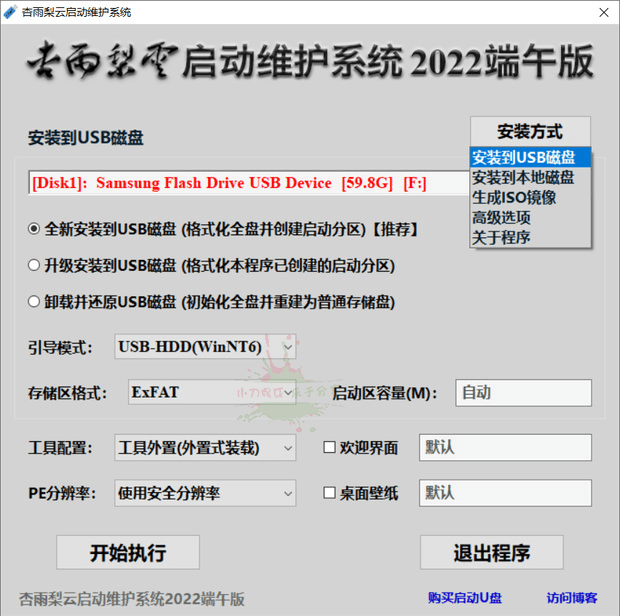 杏雨梨云启动维护系统
杏雨梨雲启动维护系统 2022端午版
安装到USB磁盘
安装方式
安装到USB磁盘
安装到本地磁盘
生成ISO镜像
高级选项
关于程序
[Disk1]: Samsung Flash Drive USB Device [59.8G] [F:]
全新安装到USB磁盘 (格式化全盘并创建启动分区)【推荐】
升级安装到USB磁盘 (格式化本程序已创建的启动分区)
卸载并还原USB磁盘 (初始化全盘并重建为普通存储盘)
引导模式： USB-HDD(WinNT6)
存储区格式： ExFAT 启动区容量(M)： 自动
工具配置： 工具外置(外置式装载) 欢迎界面 默认
PE分辨率： 使用安全分辨率 桌面壁纸 默认
开始执行 退出程序
杏雨梨云启动维护系统2022端午版 购买启动U盘 访问博客